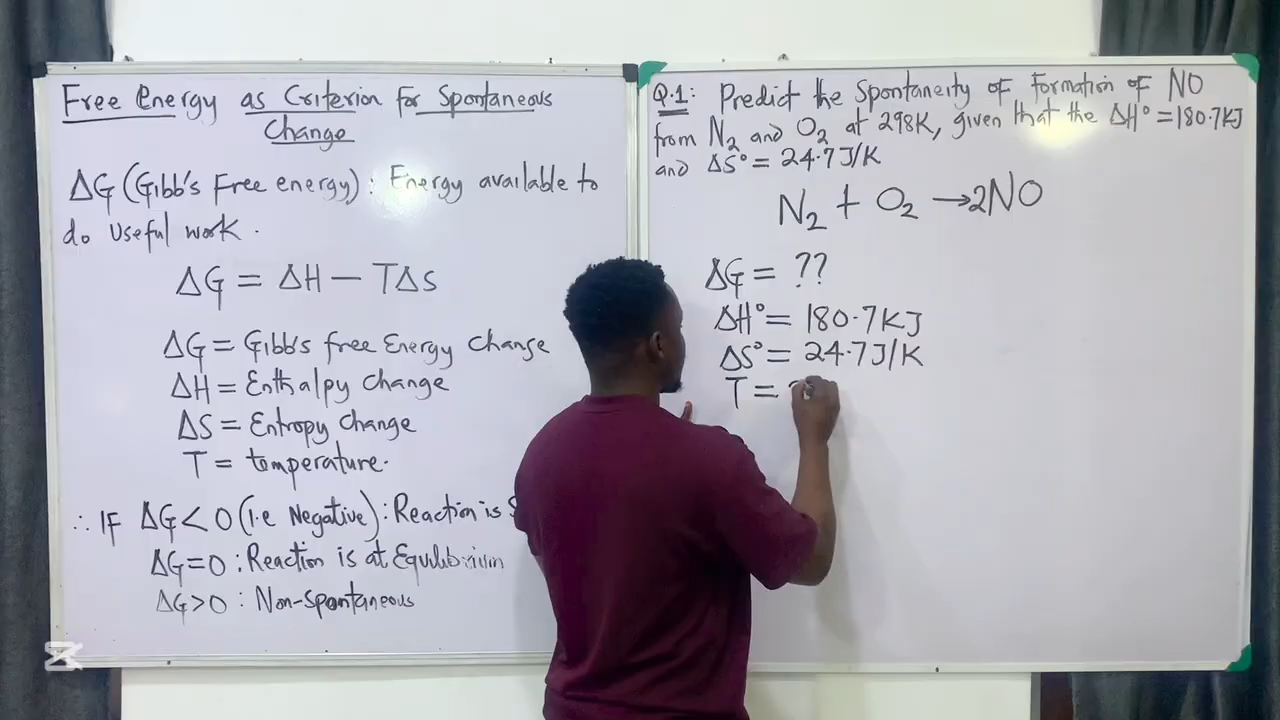 Free Energy as Criterion for Spontaneous
Change
ΔG (Gibb's Free energy): Energy available to
do useful work.
ΔG = ΔH - TΔS
ΔG = Gibb's free Energy change
ΔH = Enthalpy change
ΔS = Entropy change
T = temperature.
∴ IF ΔG < 0 (i.e Negative): Reaction is
ΔG = 0 : Reaction is at Equilibrium
ΔG > 0 : Non-Spontaneous
Q.1: Predict the Spontaneity of formation of NO
from N₂ and O₂ at 298K, given that the ΔH° = 180.7KJ
and ΔS° = 24.7J/K
N₂ + O₂ → 2NO
ΔG = ??
ΔH° = 180.7KJ
ΔS° = 24.7J/K
T =